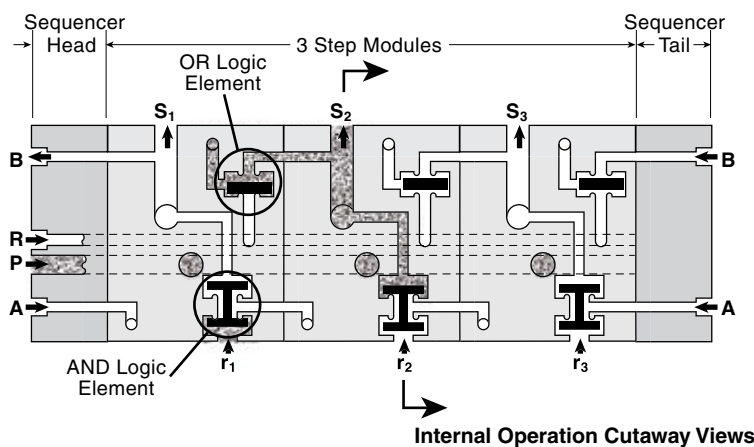 Sequencer
Head
3 Step Modules
Sequencer
Tail
OR Logic
Element
S₁
S₂
S₃
B
B
R
P
A
A
AND Logic
Element
r₁
r₂
r₃
Internal Operation Cutaway Views